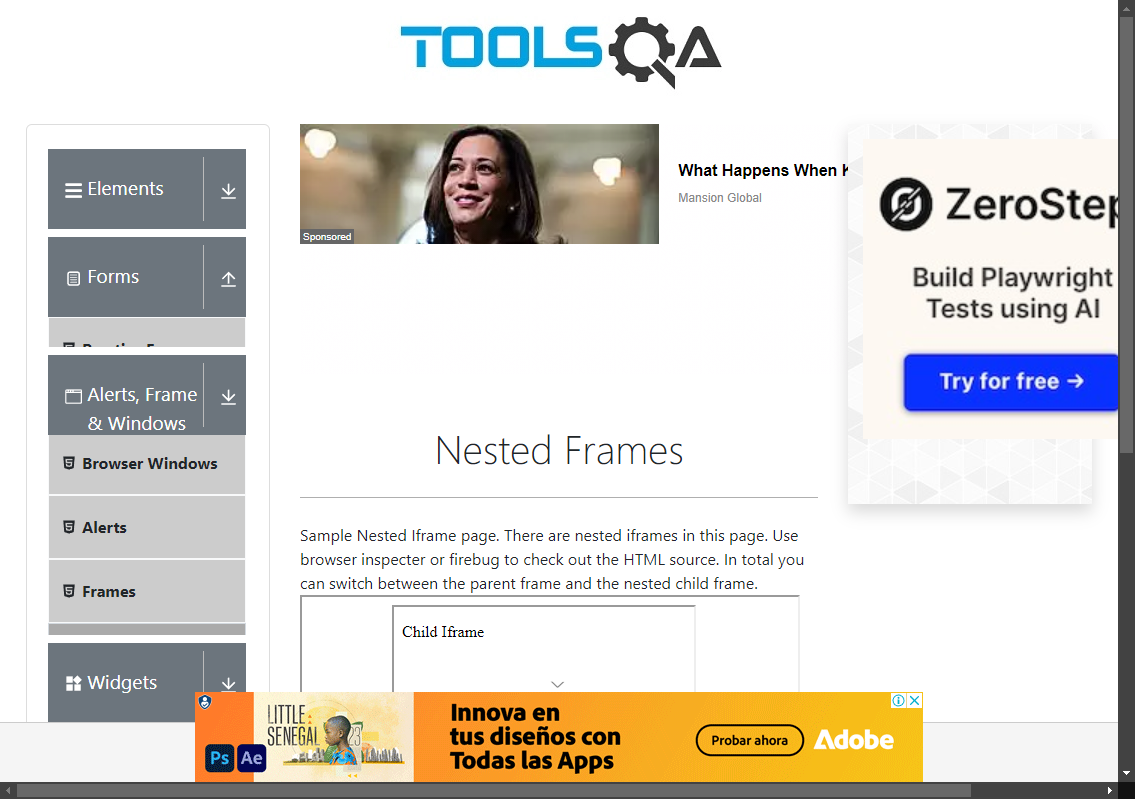 TOOLSQA
Elements
Forms
Alerts, Frame
& Windows
Browser Windows
Alerts
Frames
Widgets
Sponsored
What Happens When
Mansion Global
ZeroStep
Build Playwright
Tests using AI
Try for free →
Nested Frames
Sample Nested Iframe page. There are nested iframes in this page. Use
browser inspecter or firebug to check out the HTML source. In total you
can switch between the parent frame and the nested child frame.
Child Iframe
LITTLE
SENEGAL
23
Ps Ae
Innova en
tus diseños con
Todas las Apps
Probar ahora
Adobe